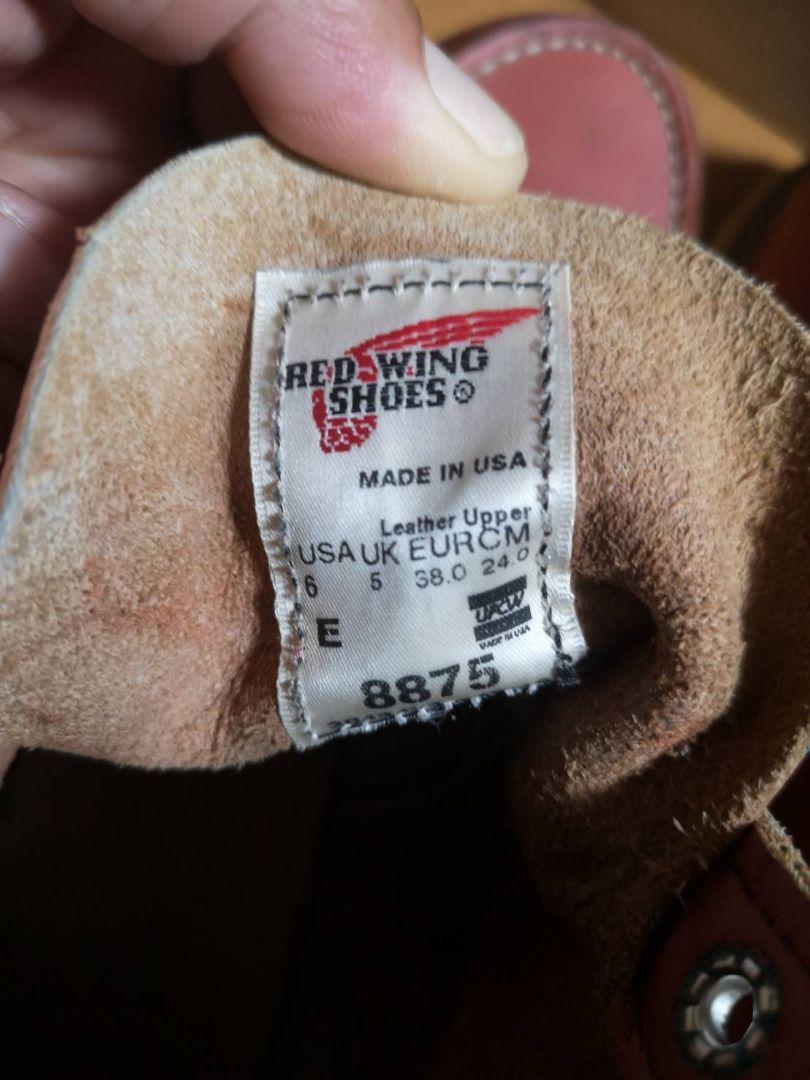 RED WING
SHOES®
MADE IN USA
Leather Upper
USA UK EUR CM
6 5 38.0 24.0
E
UFCW
MADE IN USA
8875